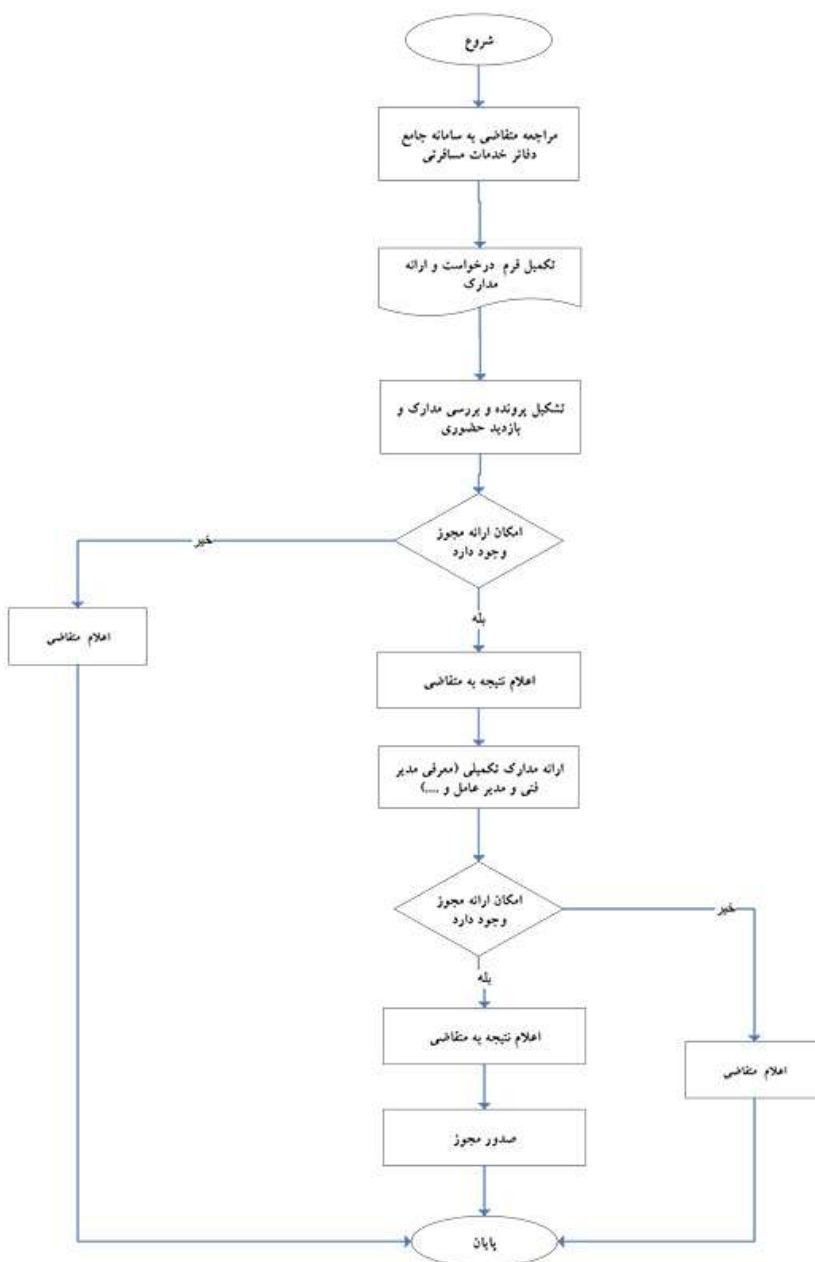 شروع
مراجعه متقاضی به سامانه جامع
دفاتر خدمات مسافرتی
تکمیل فرم درخواست و ارائه
مدارک
تشکیل پرونده و بررسی مدارک و
بازدید حضوری
امکان ارائه مجوز
وجود دارد
خیر
بله
اعلام متقاضی
اعلام نتیجه به متقاضی
ارائه مدارک تکمیلی (معرفی مدیر
فنی و مدیر عامل و ....)
امکان ارائه مجوز
وجود دارد
خیر
بله
اعلام نتیجه به متقاضی
اعلام متقاضی
صدور مجوز
پایان